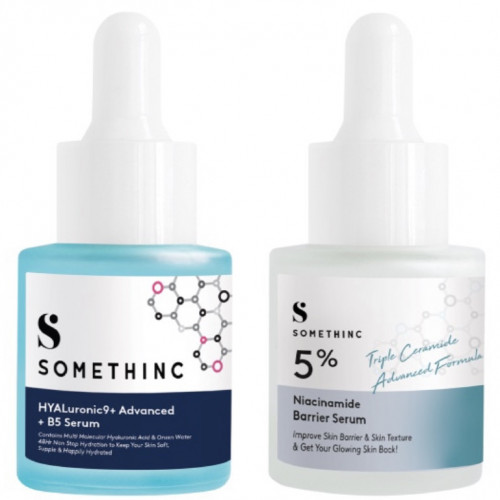 S
SOMETHINC
HYALuronic9+ Advanced
+ B5 Serum
Contains Multi Molecular Hyaluronic Acid & Onsen Water
48Hr Non Stop Hydration to Keep Your Skin Soft,
Supple & Happily Hydrated
S
SOMETHINC
5%
Triple Ceramide
Advanced Formula
Niacinamide
Barrier Serum
Improve Skin Barrier & Skin Texture
& Get Your Glowing Skin Back!